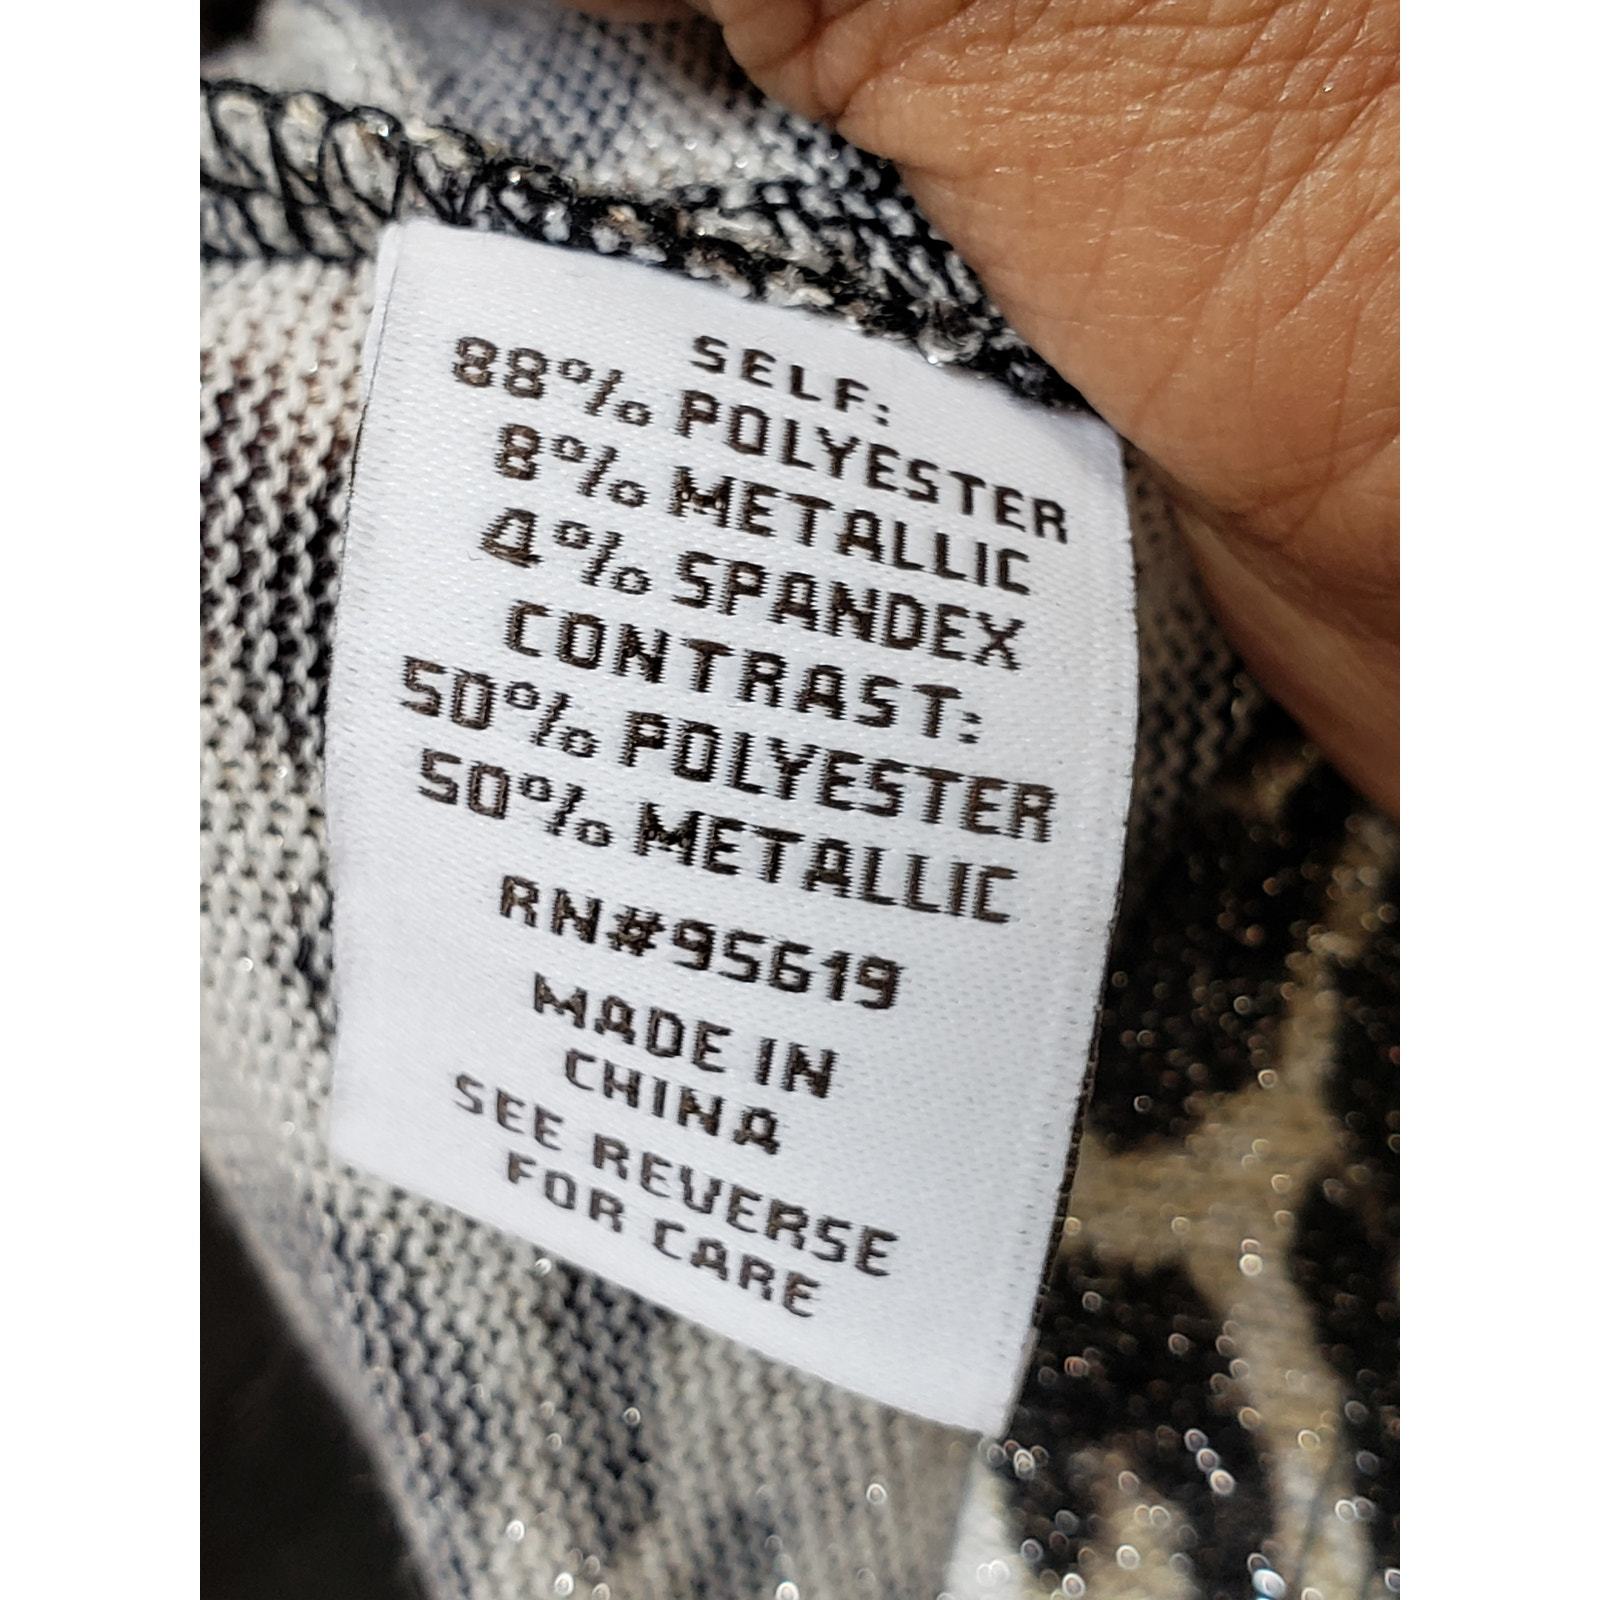 SELF:
88% POLYESTER
8% METALLIC
4% SPANDEX
CONTRAST:
50% POLYESTER
50% METALLIC
RN#95619
MADE IN
CHINA
SEE REVERSE
FOR CARE